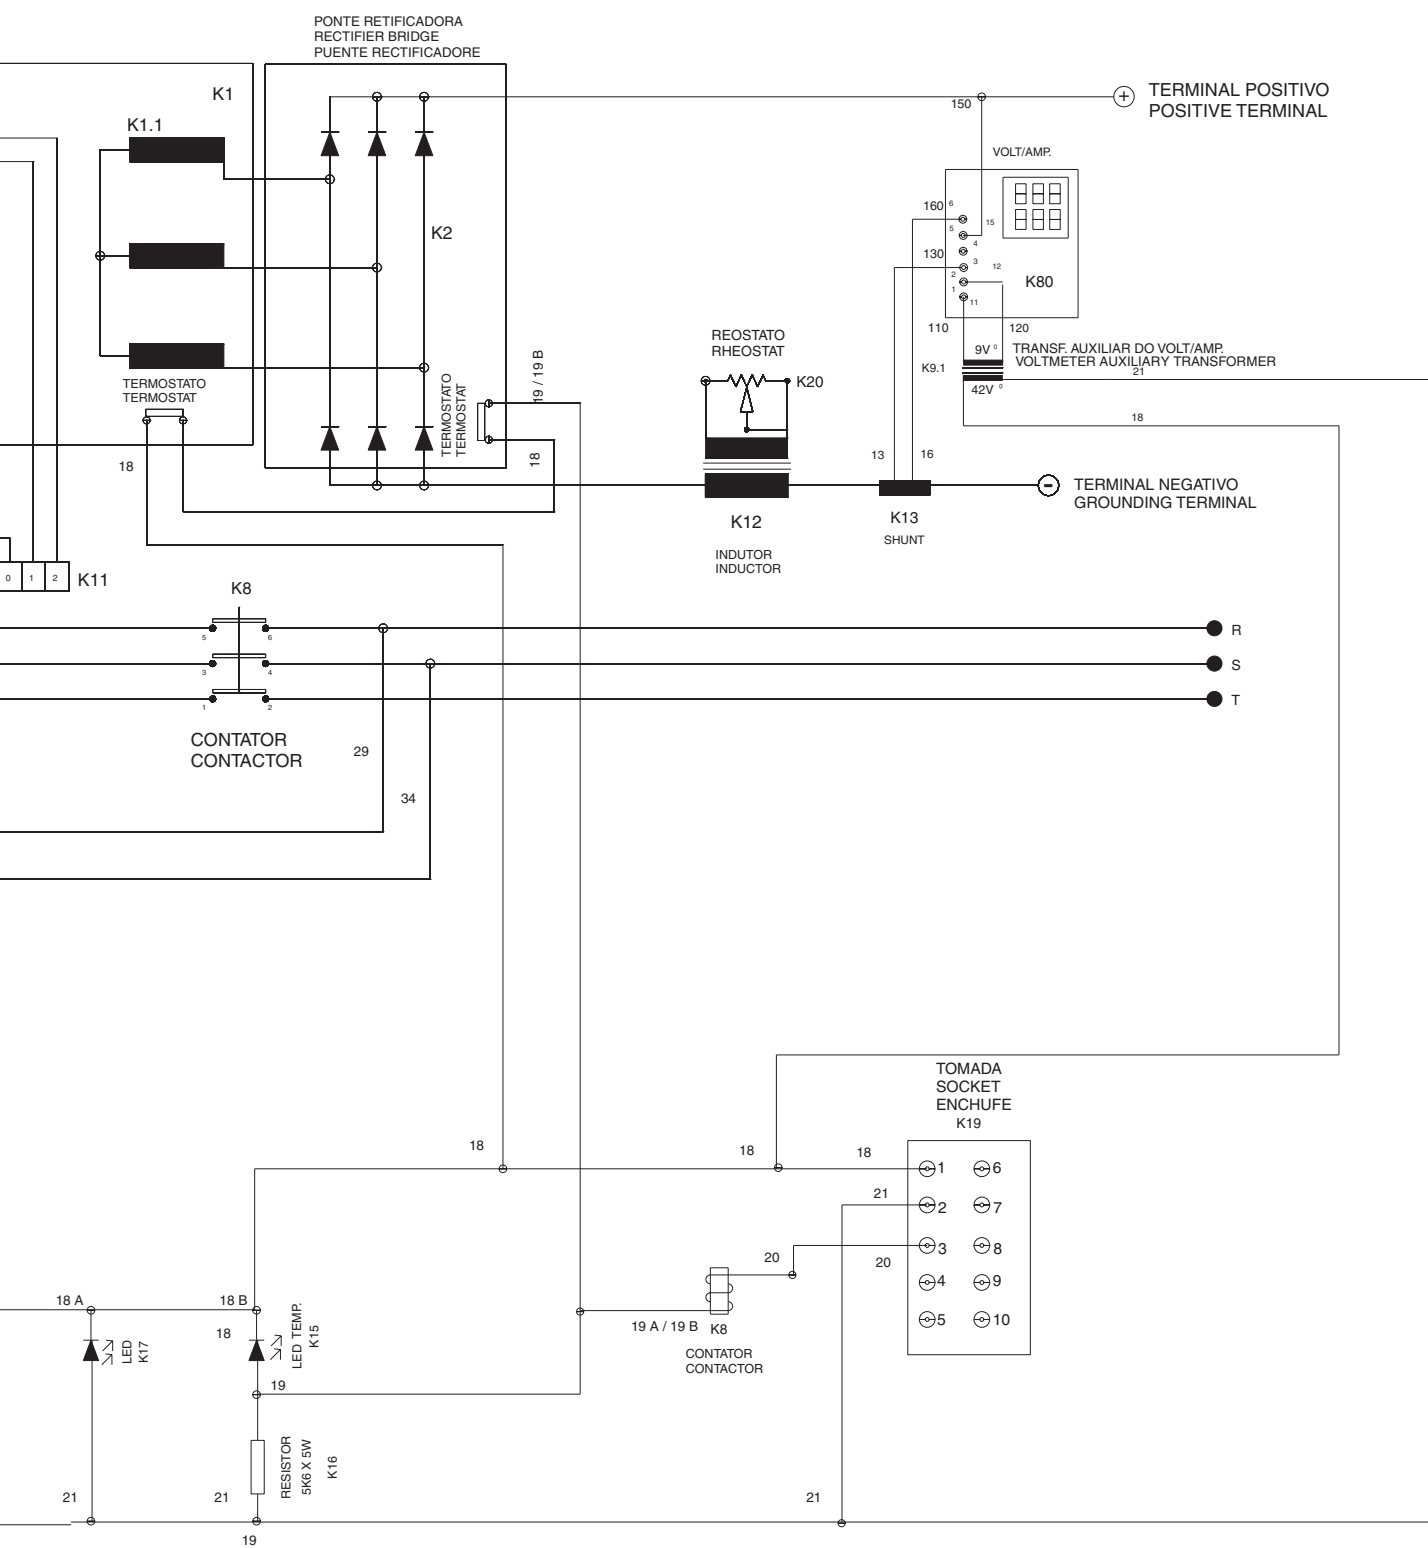 PONTE RETIFICADORA
RECTIFIER BRIDGE
PUENTE RECTIFICADORE
K1
K1.1
K2
TERMOSTATO
THERMOSTAT
18
TERMOSTATO
TERMOSTAT
19 / 19 B
18
150
+
TERMINAL POSITIVO
POSITIVE TERMINAL
VOLT/AMP.
160
6
5
15
4
130
3
2
12
1
11
K80
110
120
9V 0
K9.1
TRANSF. AUXILIAR DO VOLT/AMP.
VOLTMETER AUXILIARY TRANSFORMER
21
42V 0
18
REOSTATO
RHEOSTAT
K20
13
16
K12
INDUTOR
INDUCTOR
K13
SHUNT
-
TERMINAL NEGATIVO
GROUNDING TERMINAL
0
1
2
K11
K8
5
6
3
4
1
2
R
S
T
CONTATOR
CONTACTOR
29
34
TOMADA
SOCKET
ENCHUFE
K19
18
18
18
1
6
21
2
7
20
20
3
8
4
9
5
10
19 A / 19 B
K8
CONTATOR
CONTACTOR
18 A
18 B
18
LED
K17
LED TEMP.
K15
19
RESISTOR
5K6 X 5W
K16
21
21
21
19